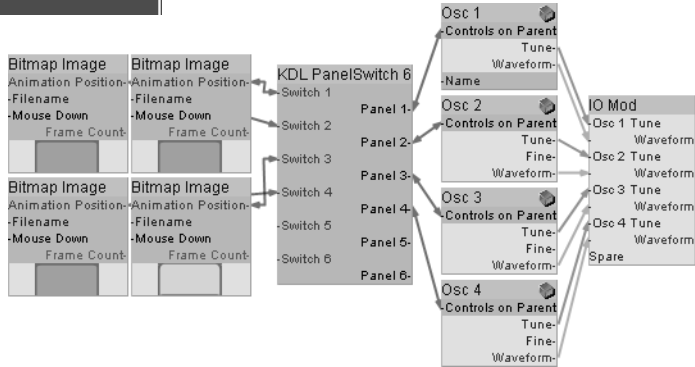 Bitmap Image
Animation Position-
-Filename
-Mouse Down
Frame Count-
Bitmap Image
Animation Position-
-Filename
-Mouse Down
Frame Count-
Bitmap Image
Animation Position-
-Filename
-Mouse Down
Frame Count-
Bitmap Image
Animation Position-
-Filename
-Mouse Down
Frame Count-
KDL PanelSwitch 6
-Switch 1
Panel 1-
-Switch 2
Panel 2-
-Switch 3
Panel 3-
-Switch 4
Panel 4-
-Switch 5
Panel 5-
-Switch 6
Panel 6-
Osc 1
-Controls on Parent
Tune-
Waveform-
-Name
Osc 2
-Controls on Parent
Tune-
Fine-
Waveform-
Osc 3
-Controls on Parent
Tune-
Fine-
Waveform-
Osc 4
-Controls on Parent
Tune-
Fine-
Waveform-
IO Mod
-Osc 1 Tune
Waveform
-Osc 2 Tune
Waveform
-Osc 3 Tune
Waveform
-Osc 4 Tune
Waveform
Spare